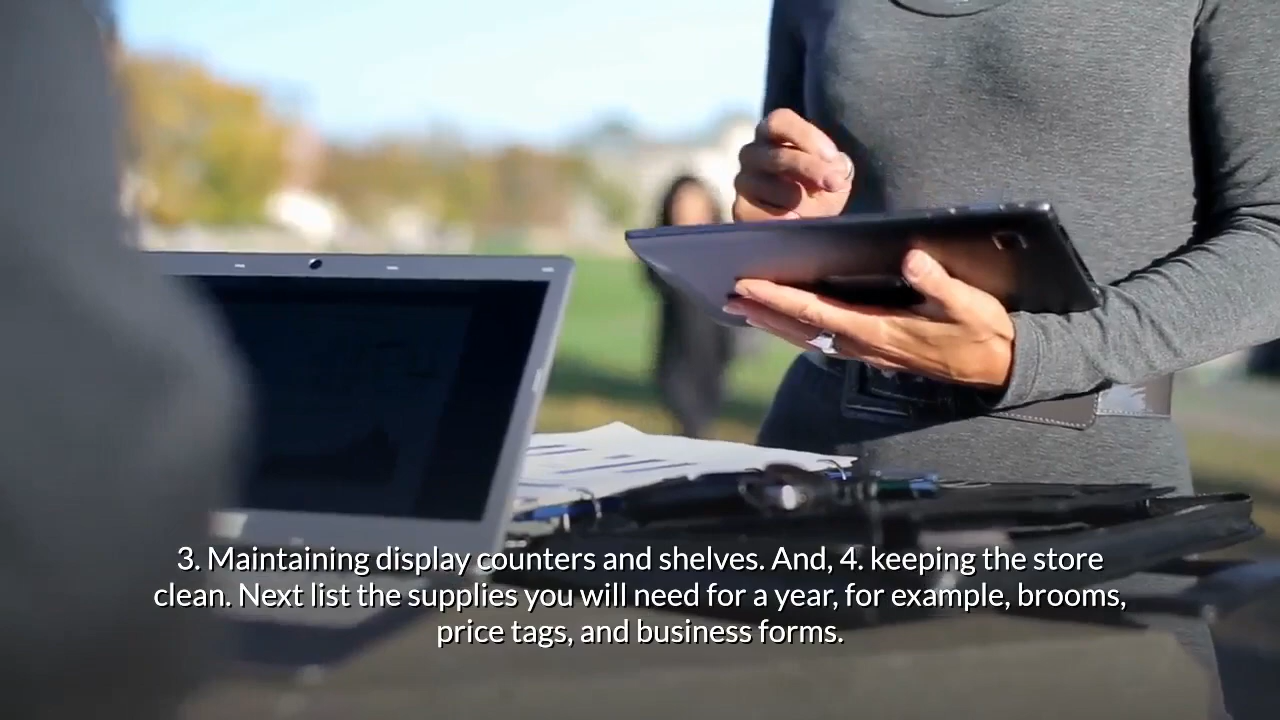 3. Maintaining display counters and shelves. And, 4. keeping the store
clean. Next list the supplies you will need for a year, for example, brooms,
price tags, and business forms.